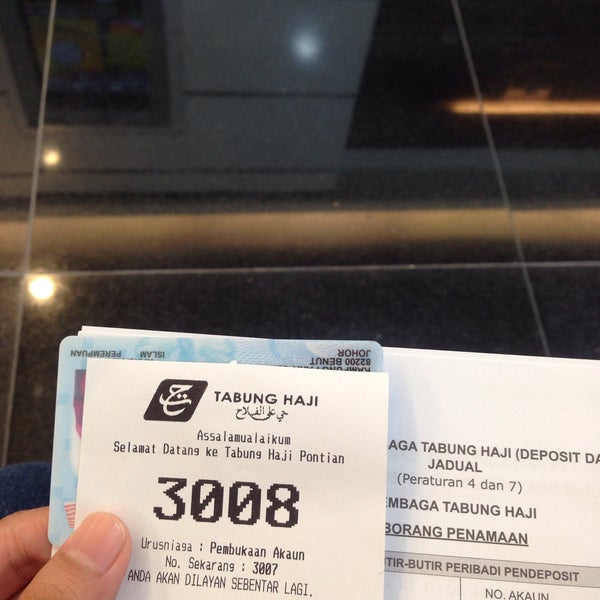 PEREMPUAN
ISLAM
KAMPUNG
82200 BENUT
JOHOR
TABUNG HAJI
حي على الفلاح
Assalamualaikum
Selamat Datang ke Tabung Haji Pontian
3008
Urusniaga : Pembukaan Akaun
No. Sekarang : 3007
ANDA AKAN DILAYAN SEBENTAR LAGI.
AGA TABUNG HAJI (DEPOSIT DA
JADUAL
(Peraturan 4 dan 7)
EMBAGA TABUNG HAJI
BORANG PENAMAAN
TIR-BUTIR PERIBADI PENDEPOSIT
NO. AKAUN